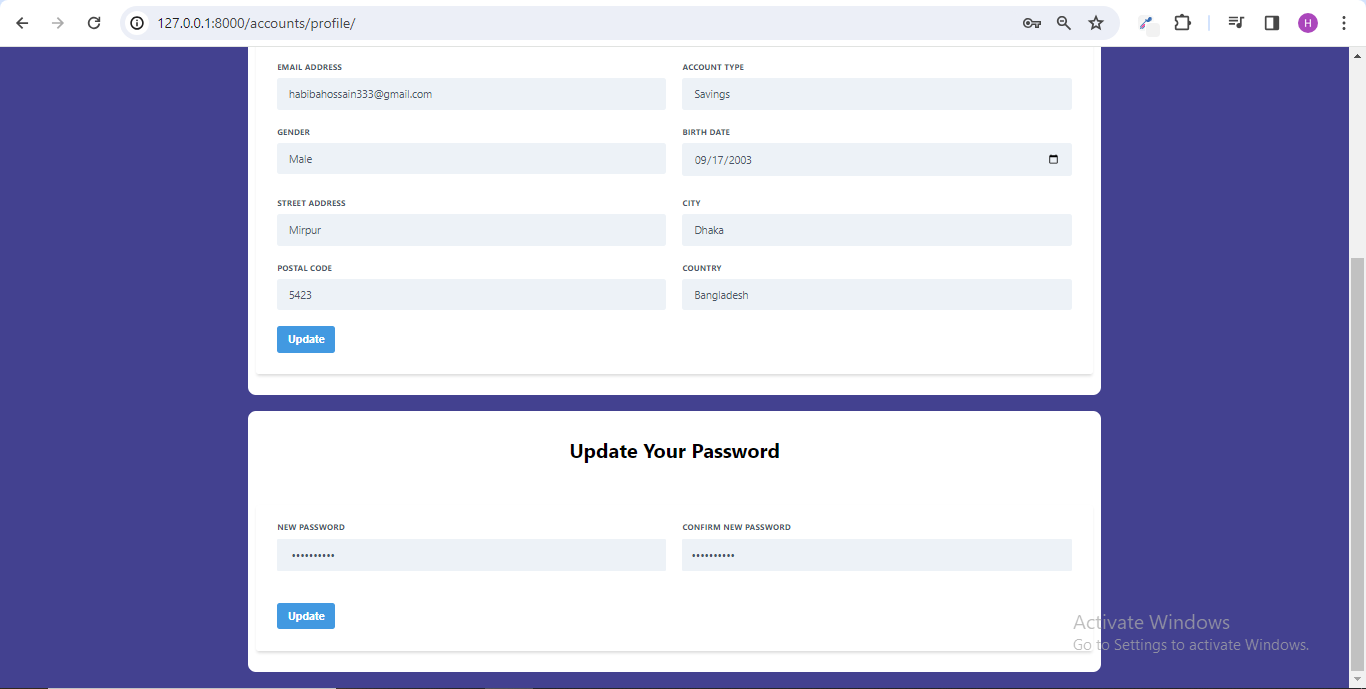 127.0.0.1:8000/accounts/profile/
H
EMAIL ADDRESS
ACCOUNT TYPE
habibahossain333@gmail.com
Savings
GENDER
BIRTH DATE
Male
09/17/2003
STREET ADDRESS
CITY
Mirpur
Dhaka
POSTAL CODE
COUNTRY
5423
Bangladesh
Update
Update Your Password
NEW PASSWORD
CONFIRM NEW PASSWORD
••••••••••
••••••••••
Update
Activate Windows
Go to Settings to activate Windows.